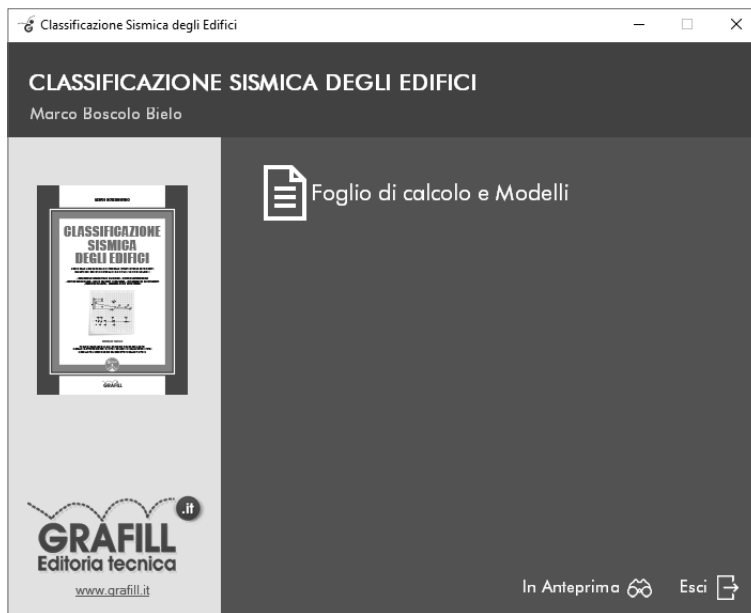 Classificazione Sismica degli Edifici
CLASSIFICAZIONE SISMICA DEGLI EDIFICI
Marco Boscolo Bielo
Foglio di calcolo e Modelli
CLASSIFICAZIONE
SISMICA
DEGLI EDIFICI
GRAFILL
.it
GRAFILL
Editoria tecnica
www.grafill.it
In Anteprima
Esci